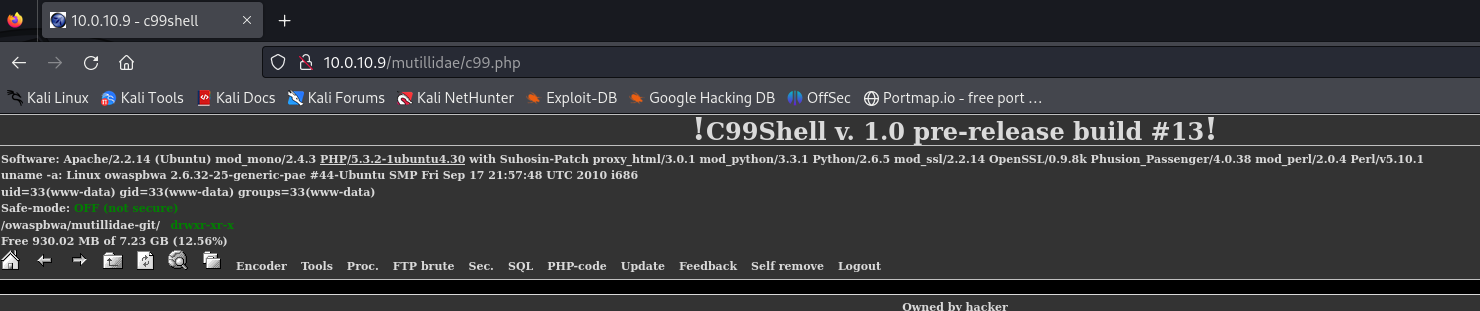 10.0.10.9 - c99shell
10.0.10.9/mutillidae/c99.php
Kali Linux Kali Tools Kali Docs Kali Forums Kali NetHunter Exploit-DB Google Hacking DB OffSec Portmap.io - free port ...
!C99Shell v. 1.0 pre-release build #13!
Software: Apache/2.2.14 (Ubuntu) mod_mono/2.4.3 PHP/5.3.2-1ubuntu4.30 with Suhosin-Patch proxy_html/3.0.1 mod_python/3.3.1 Python/2.6.5 mod_ssl/2.2.14 OpenSSL/0.9.8k Phusion_Passenger/4.0.38 mod_perl/2.0.4 Perl/v5.10.1
uname -a: Linux owaspbwa 2.6.32-25-generic-pae #44-Ubuntu SMP Fri Sep 17 21:57:48 UTC 2010 i686
uid=33(www-data) gid=33(www-data) groups=33(www-data)
Safe-mode: OFF (not secure)
/owaspbwa/mutillidae-git/ drwxr-xr-x
Free 930.02 MB of 7.23 GB (12.56%)
Encoder Tools Proc. FTP brute Sec. SQL PHP-code Update Feedback Self remove Logout
Owned by hacker